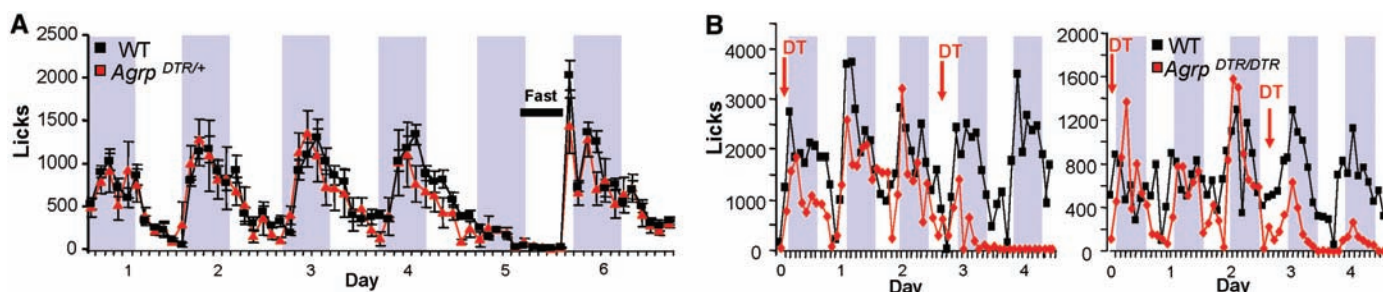 A
Licks
2500
2000
1500
1000
500
0
WT
Agrp DTR/+
Fast
1 2 3 4 5 6
Day
B
Licks
4000
3000
2000
1000
0
DT
DT
0 1 2 3 4
Day
1600
1200
800
400
0
DT
WT
Agrp DTR/DTR
DT
0 1 2 3 4
Day